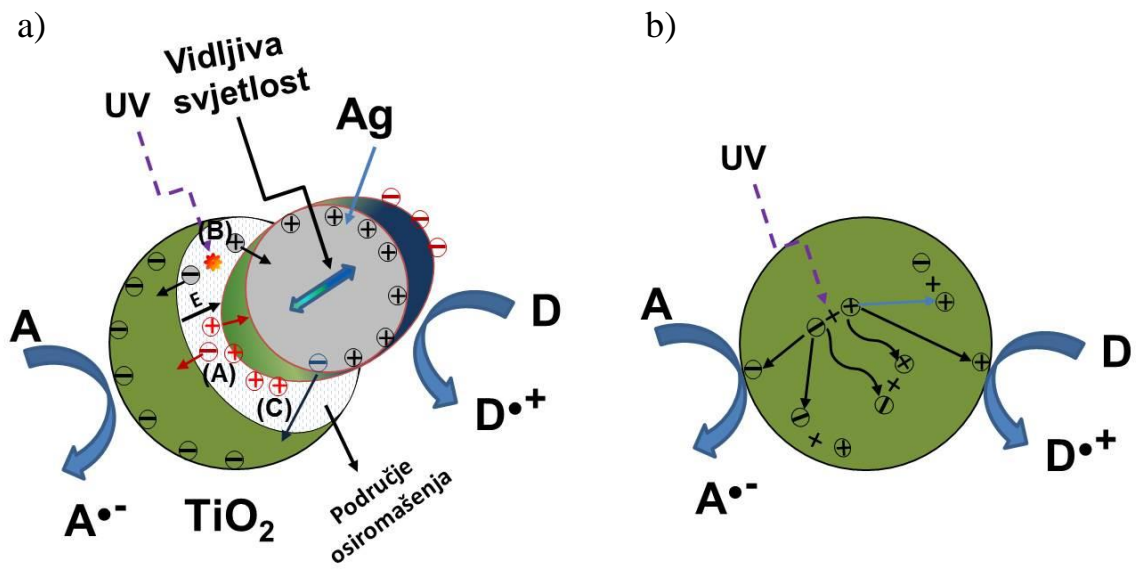 a)
Vidljiva
svjetlost
UV
Ag
(B)
E
A
(A)
(C)
D
D•+
A•-
TiO2
Područje
osiromašenja
b)
UV
A
D
D•+
A•-